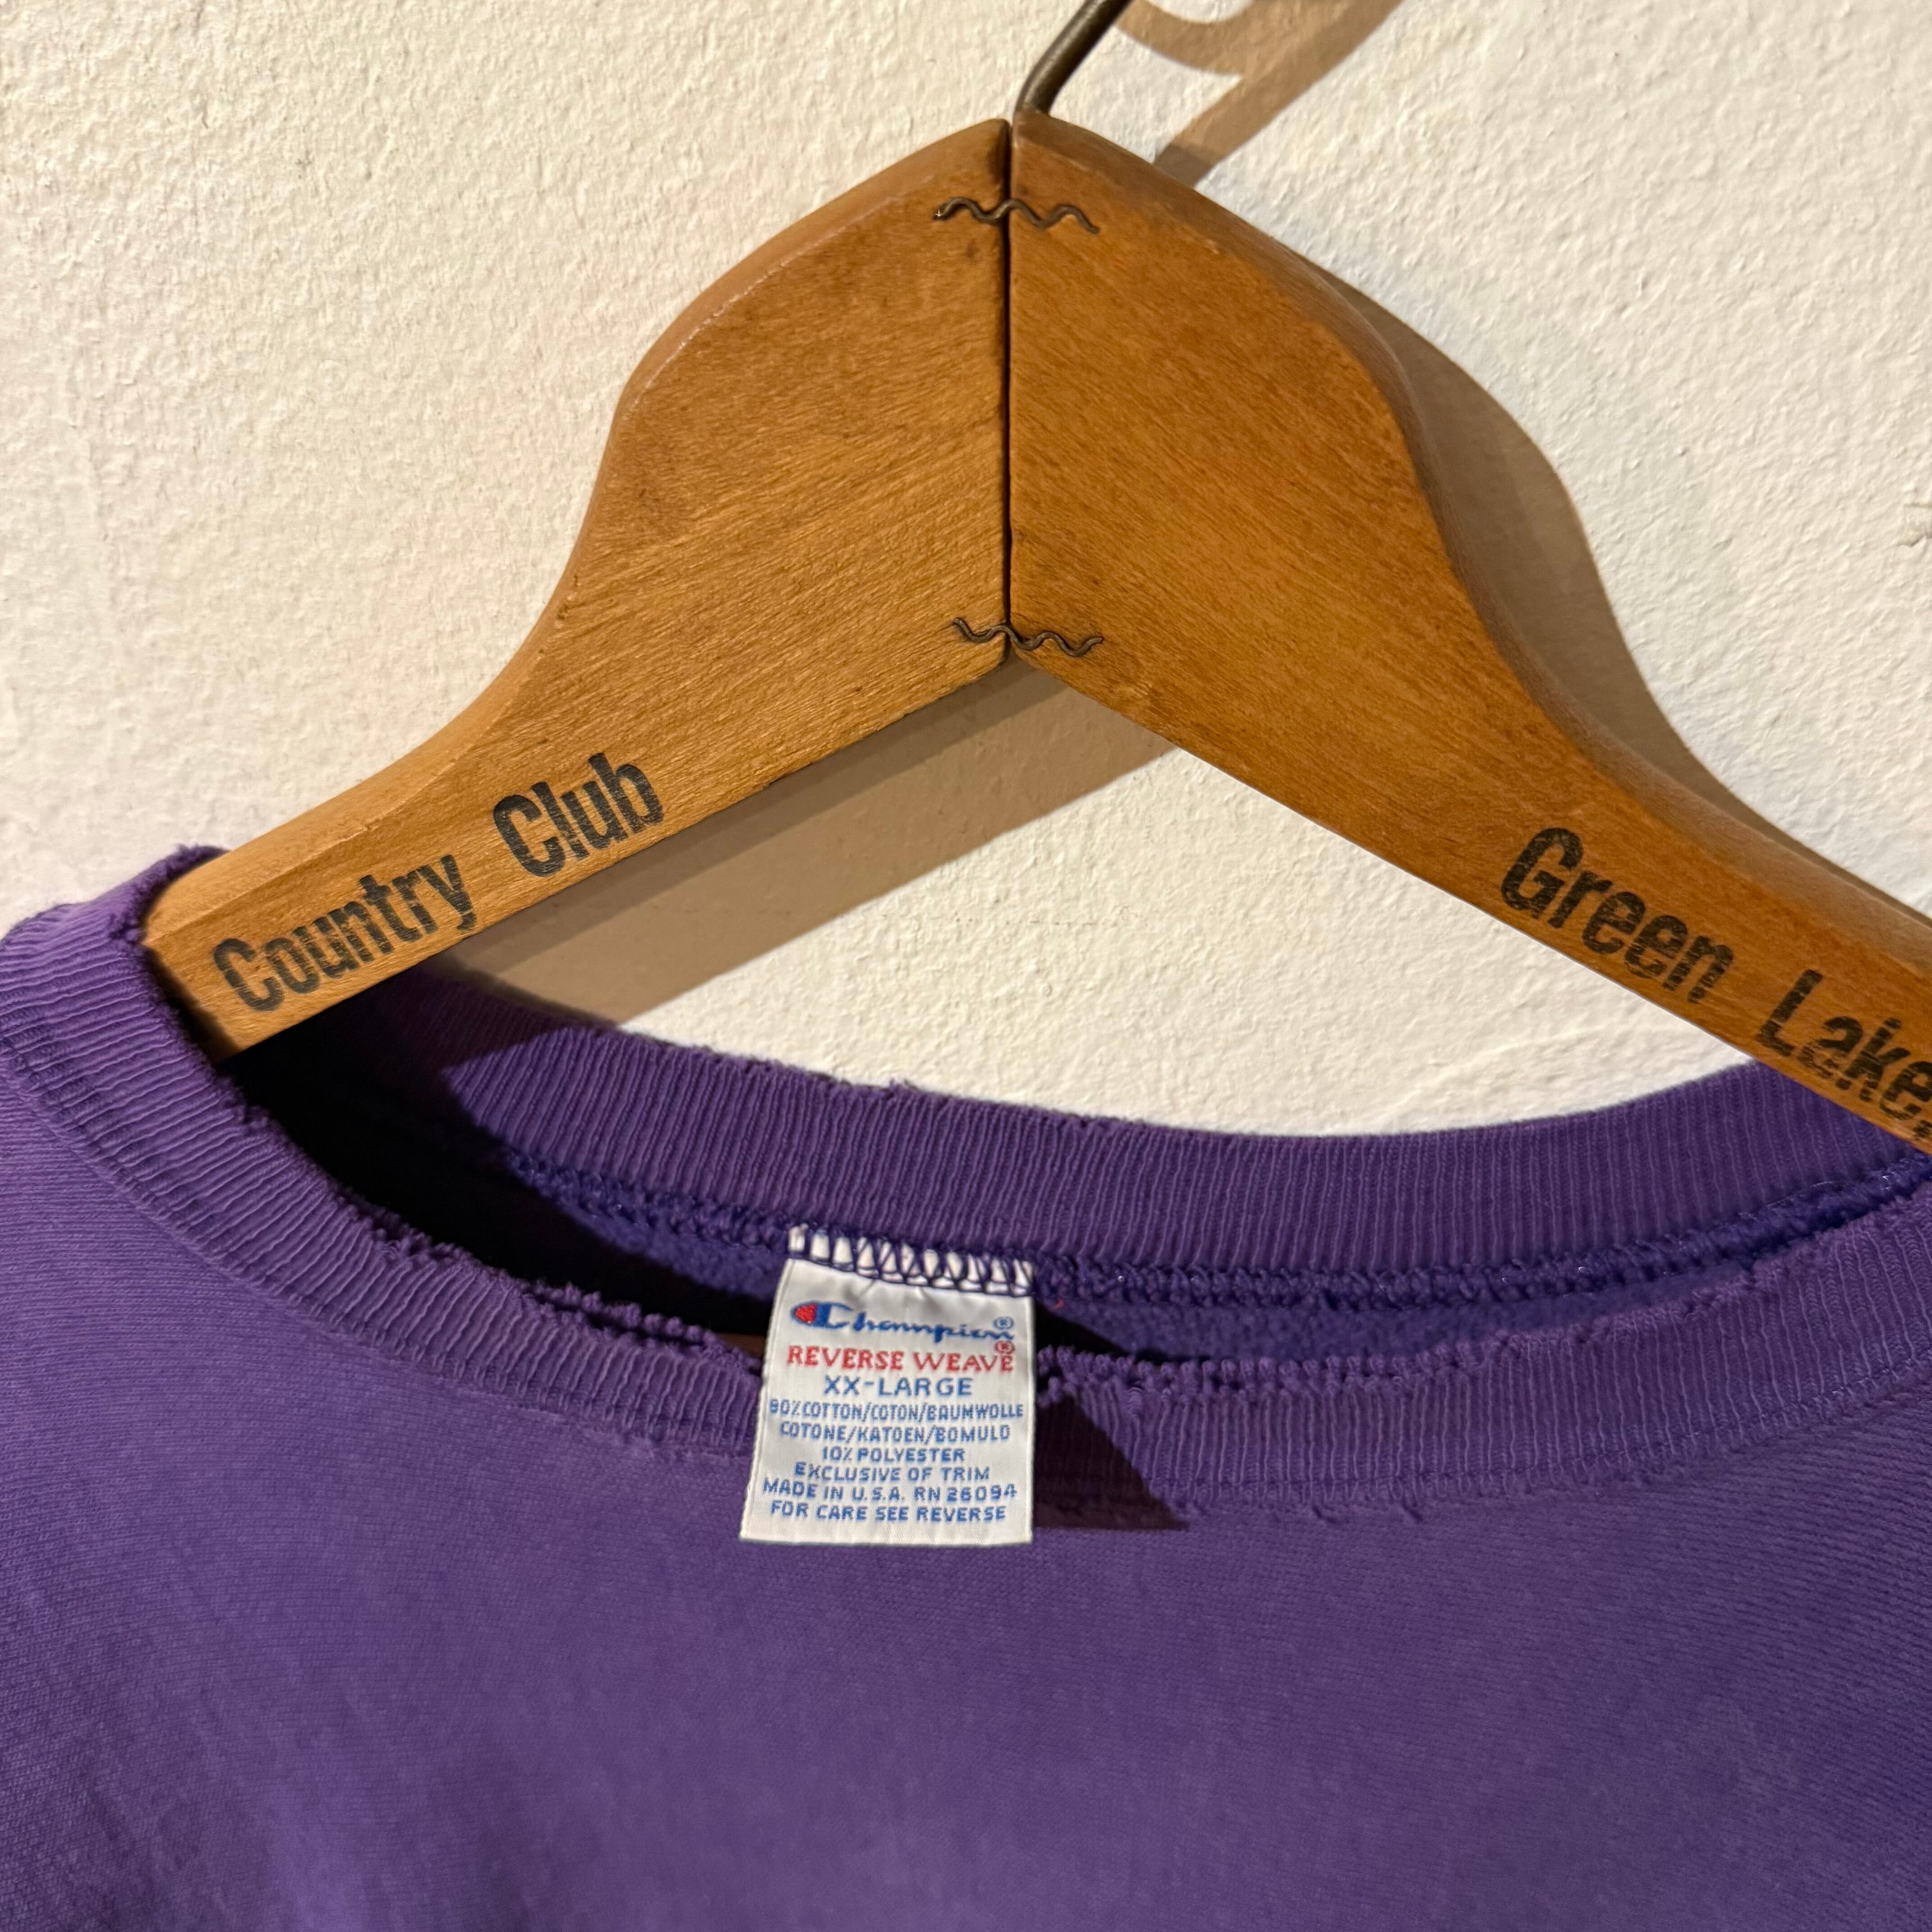 Country Club
Green Lake
Champion®
REVERSE WEAVE®
XX-LARGE
90% COTTON/COTON/BAUMWOLLE
COTONE/KATOEN/BOMULD
10% POLYESTER
EXCLUSIVE OF TRIM
MADE IN U.S.A. RN 26094
FOR CARE SEE REVERSE